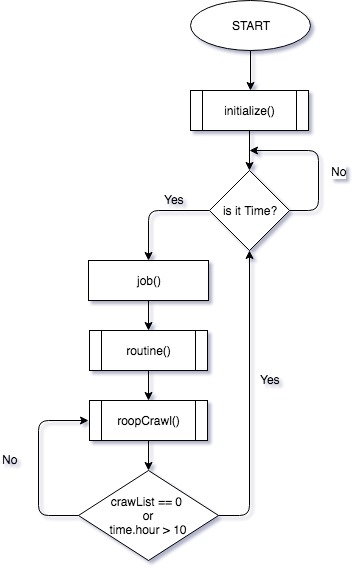 START
initialize()
No
is it Time?
Yes
job()
routine()
Yes
roopCrawl()
No
crawList == 0
or
time.hour > 10